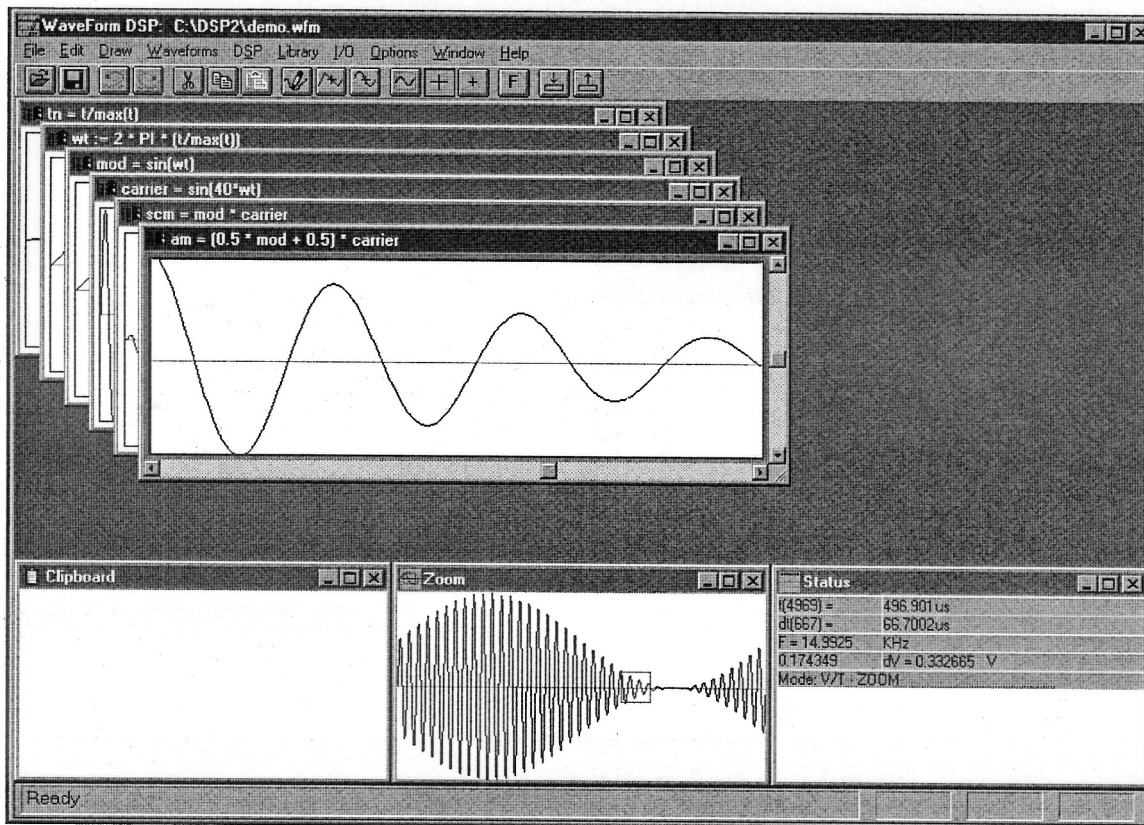 WaveForm DSP: C:\DSP2\demo.wfm
File Edit Draw Waveforms DSP Library I/O Options Window Help
F
tn = t/max(t)
wt := 2 * PI * (t/max(t))
mod = sin(wt)
carrier = sin(40*wt)
scm = mod * carrier
am = (0.5 * mod + 0.5) * carrier
Clipboard
Zoom
Status
t(4969) = 496.901us
dt(667) = 66.7002us
F = 14.9925 KHz
0.174349 dV = 0.332665 V
Mode: V/T - ZOOM
Ready